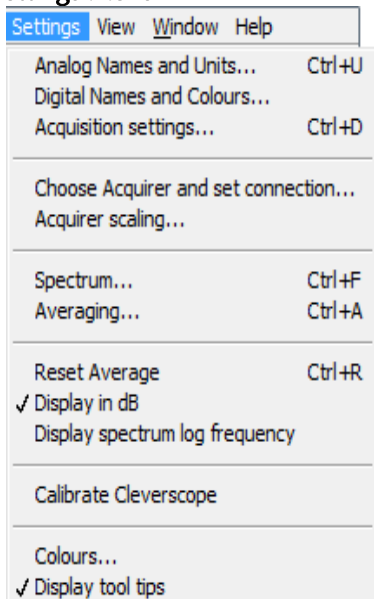 Settings View Window Help
Analog Names and Units... Ctrl+U
Digital Names and Colours...
Acquisition settings... Ctrl+D
Choose Acquirer and set connection...
Acquirer scaling...
Spectrum... Ctrl+F
Averaging... Ctrl+A
Reset Average Ctrl+R
✓ Display in dB
Display spectrum log frequency
Calibrate Cleverscope
Colours...
✓ Display tool tips